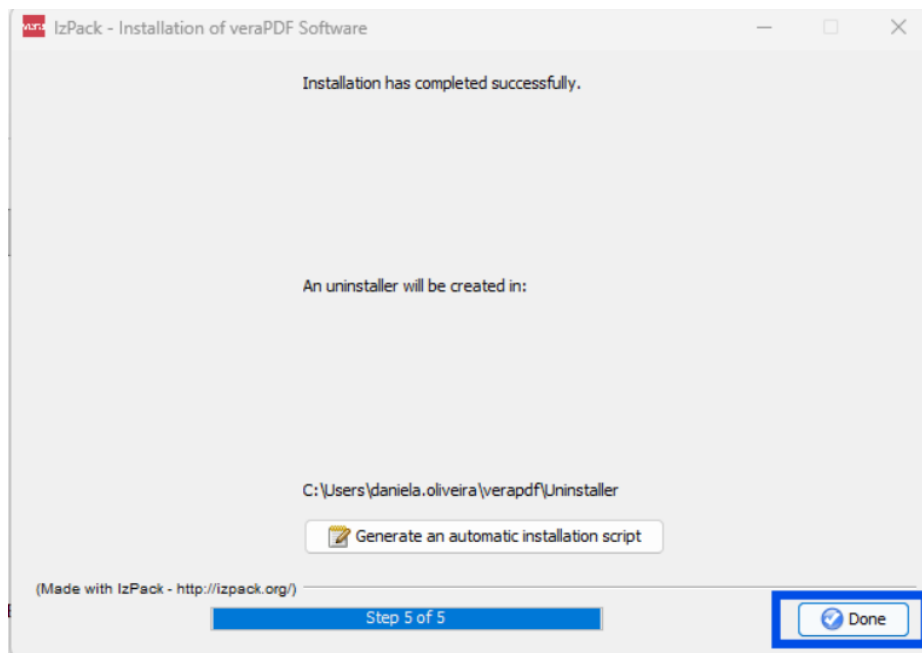 IzPack - Installation of veraPDF Software
Installation has completed successfully.
An uninstaller will be created in:
C:\Users\daniela.oliveira\verapdf\Uninstaller
Generate an automatic installation script
(Made with IzPack - http://izpack.org/)
Step 5 of 5
Done